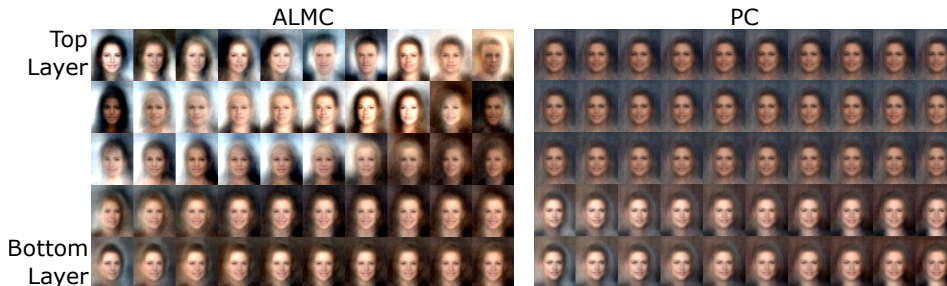 ALMC
PC
Top
Layer
Bottom
Layer